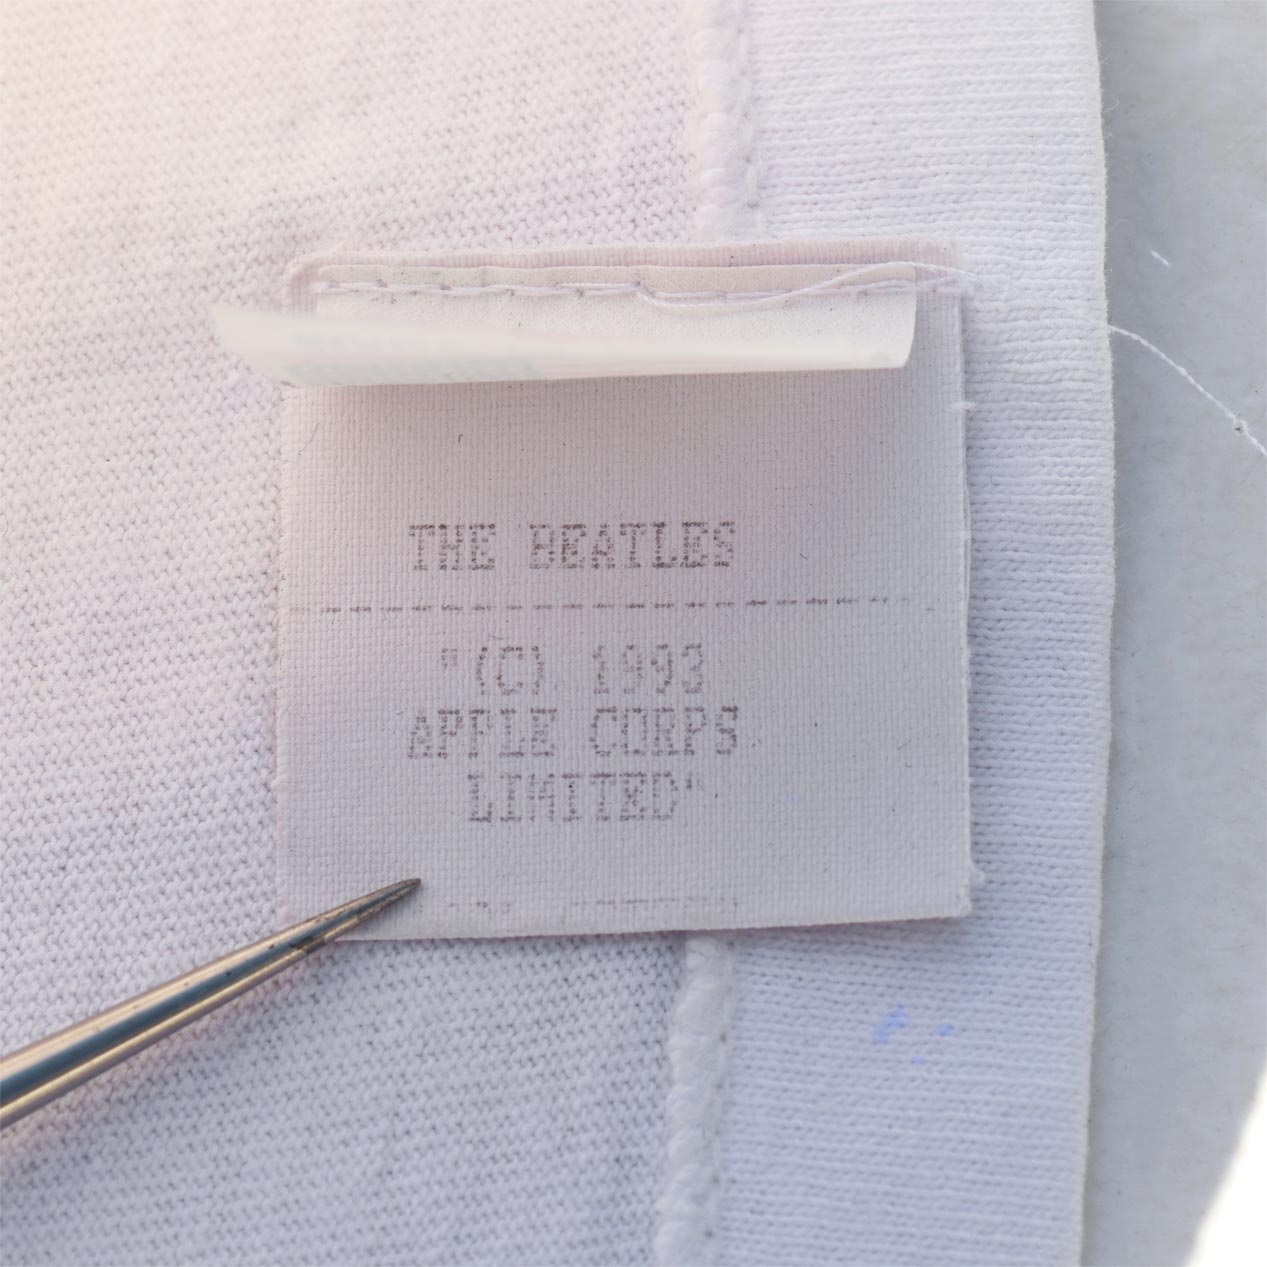 THE BEATLES
"(C) 1993
APPLE CORPS
LIMITED"